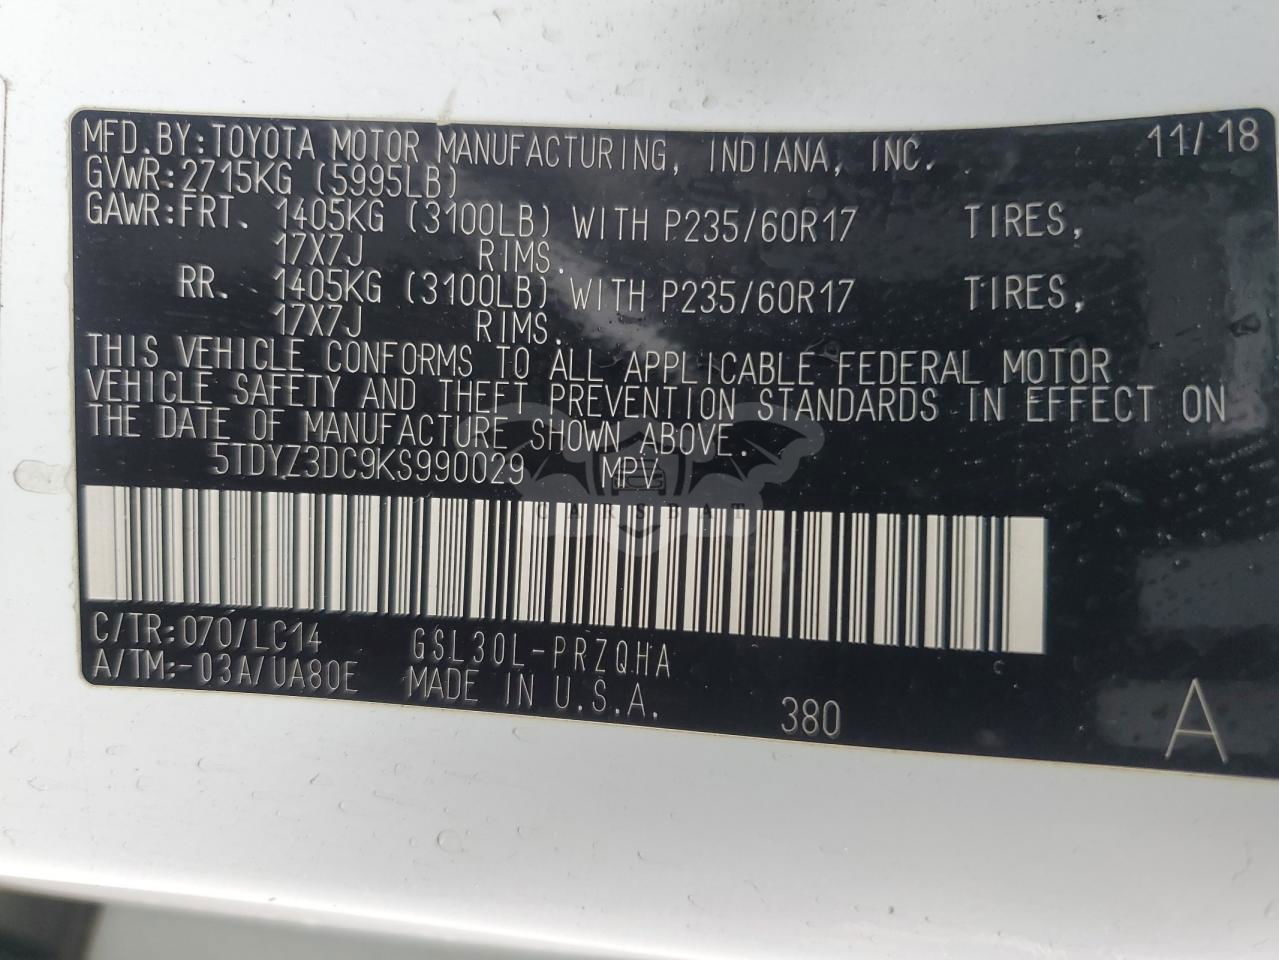 MFD.BY:TOYOTA MOTOR MANUFACTURING, INDIANA, INC. 11/18
GVWR:2715KG (5995LB)
GAWR:FRT. 1405KG (3100LB) WITH P235/60R17 TIRES,
17X7J RIMS.
RR. 1405KG (3100LB) WITH P235/60R17 TIRES,
17X7J RIMS.
THIS VEHICLE CONFORMS TO ALL APPLICABLE FEDERAL MOTOR
VEHICLE SAFETY AND THEFT PREVENTION STANDARDS IN EFFECT ON
THE DATE OF MANUFACTURE SHOWN ABOVE.
5TDYZ3DC9KS990029 MPV
CARSBAT
C/TR:070/LC14 GSL30L-PRZQHA C
A/TM:-03A/UA80E MADE IN U.S.A. 380 A